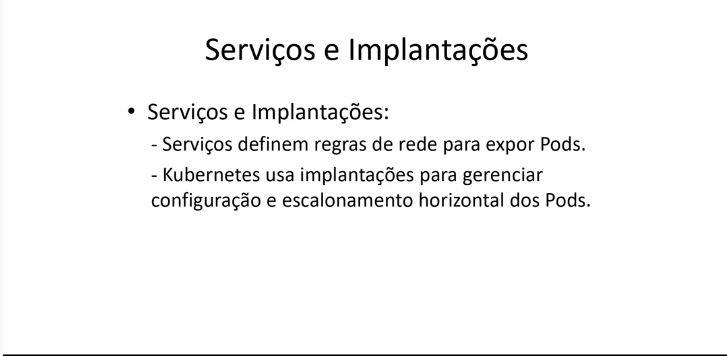 Serviços e Implantações
• Serviços e Implantações:
- Serviços definem regras de rede para expor Pods.
- Kubernetes usa implantações para gerenciar
configuração e escalonamento horizontal dos Pods.